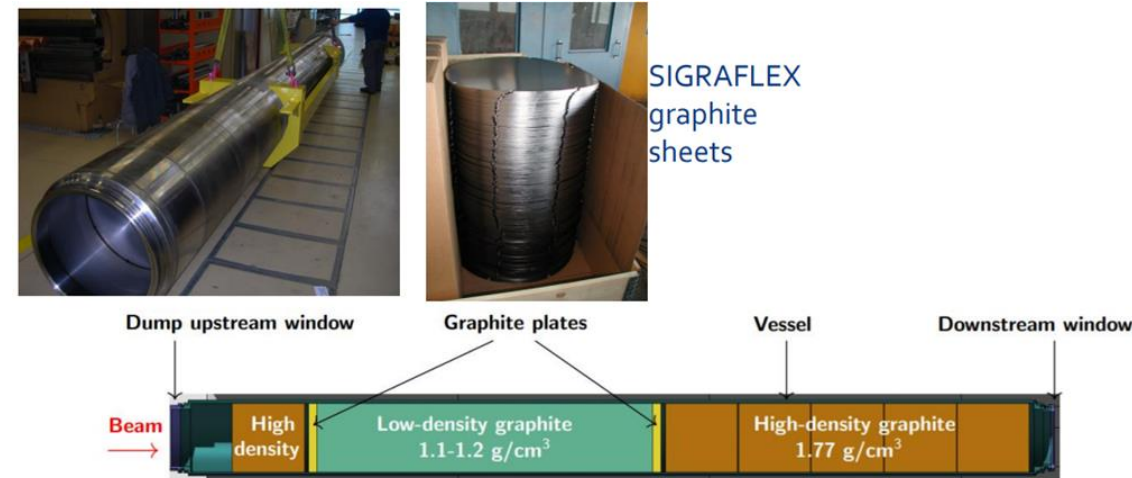 SIGRAFLEX
graphite
sheets
Dump upstream window
Graphite plates
Vessel
Downstream window
Beam
High
density
Low-density graphite
1.1-1.2 g/cm³
High-density graphite
1.77 g/cm³